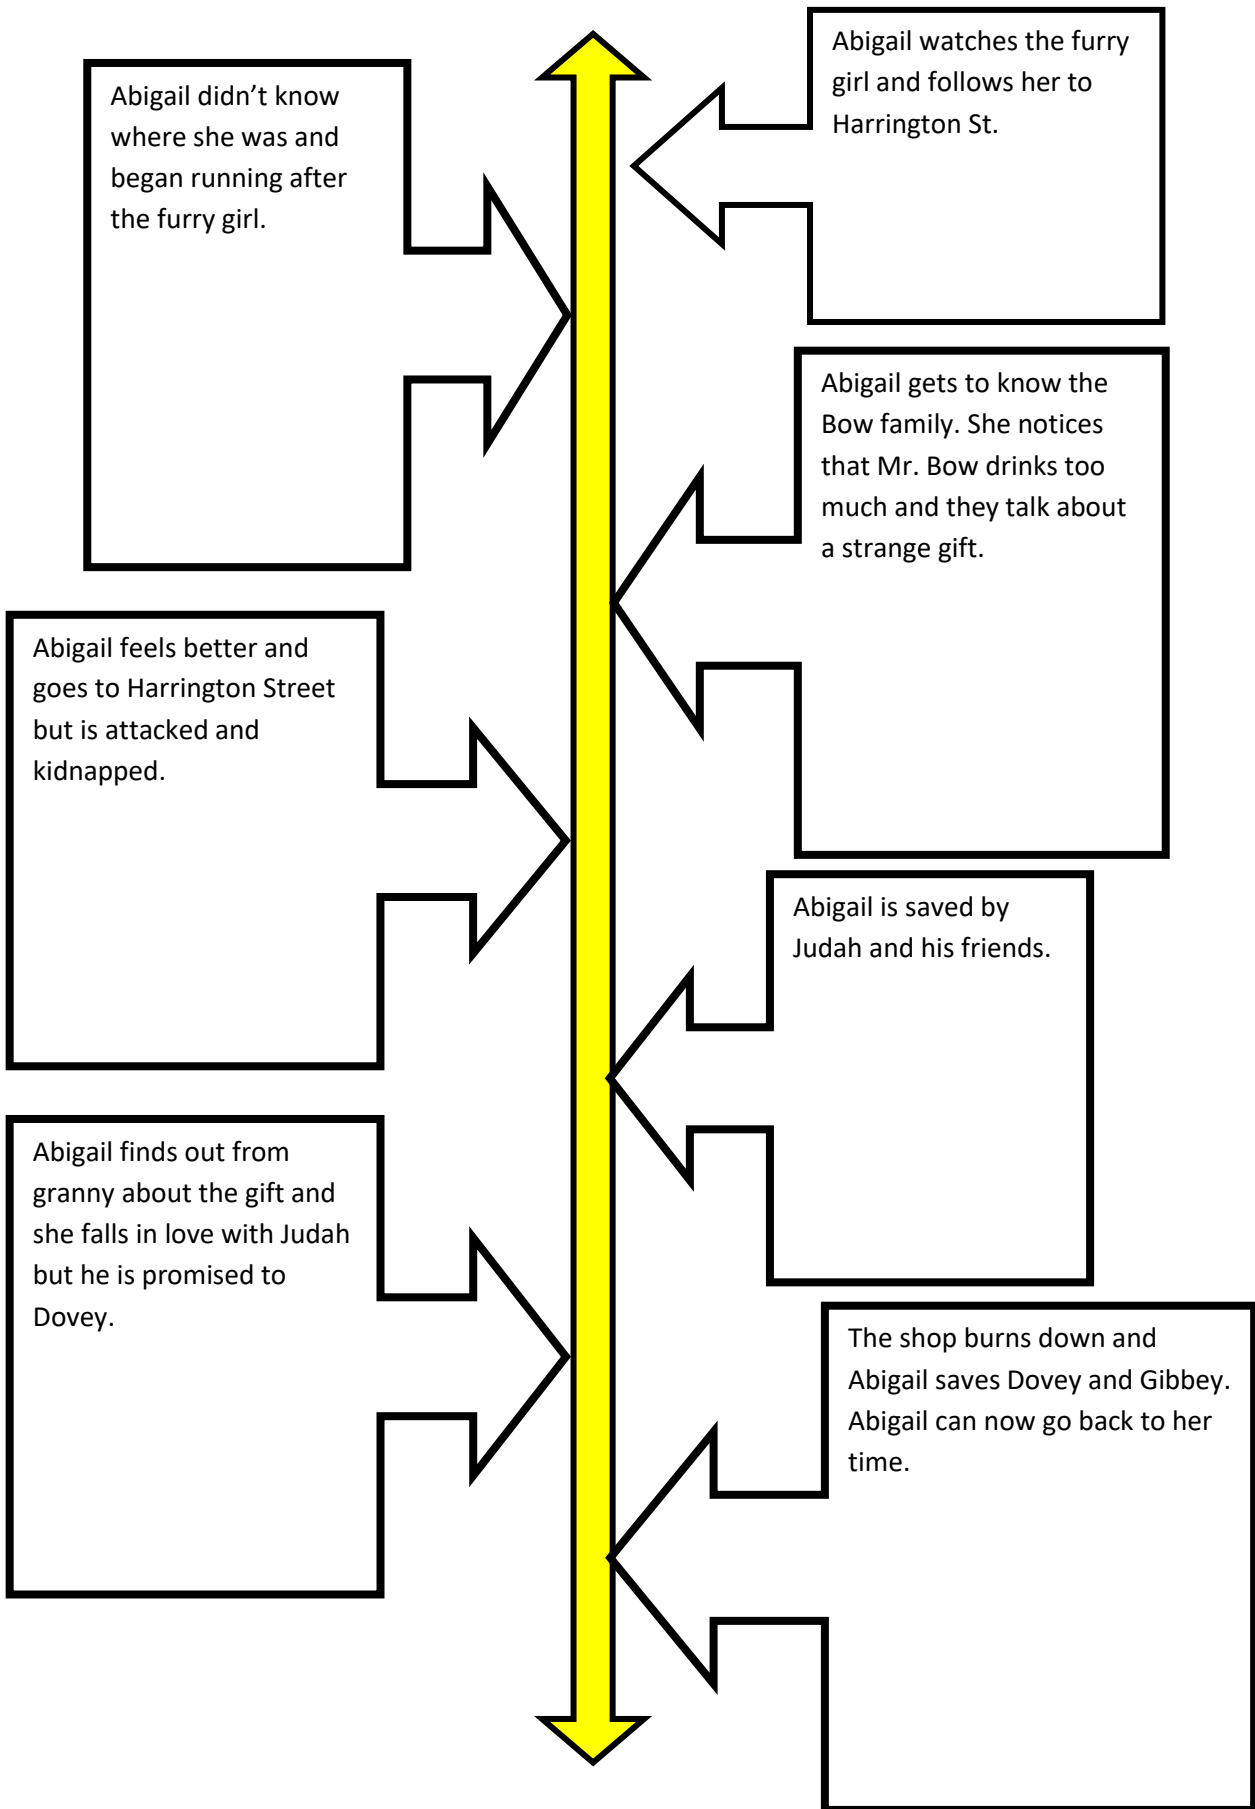 Abigail watches the furry
girl and follows her to
Harrington St.
Abigail didn’t know
where she was and
began running after
the furry girl.
Abigail gets to know the
Bow family. She notices
that Mr. Bow drinks too
much and they talk about
a strange gift.
Abigail feels better and
goes to Harrington Street
but is attacked and
kidnapped.
Abigail is saved by
Judah and his friends.
Abigail finds out from
granny about the gift and
she falls in love with Judah
but he is promised to
Dovey.
The shop burns down and
Abigail saves Dovey and Gibbey.
Abigail can now go back to her
time.